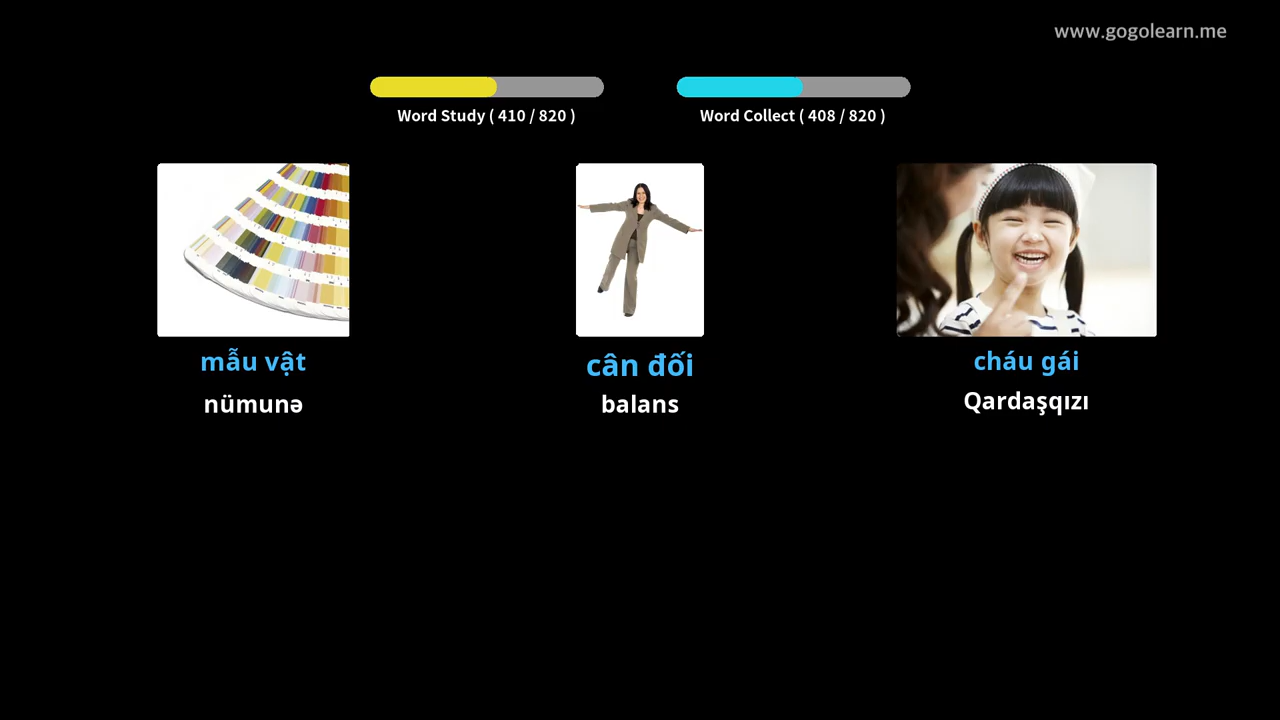 www.gogolearn.me
Word Study ( 410 / 820 )
Word Collect ( 408 / 820 )
mẫu vật
nümunə
cân đối
balans
cháu gái
Qardaşqızı